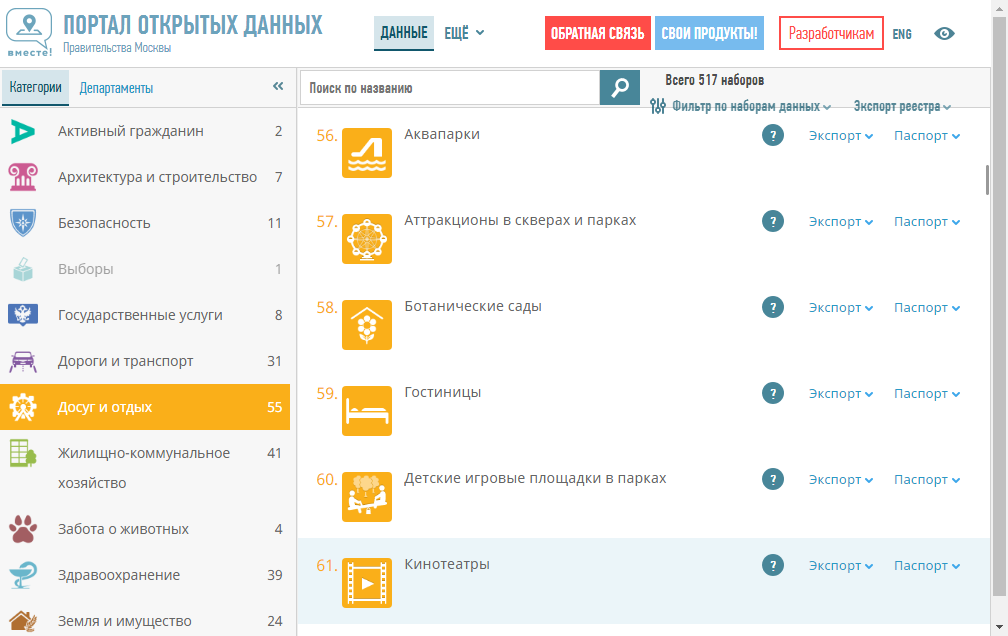 вместе!
ПОРТАЛ ОТКРЫТЫХ ДАННЫХ
Правительства Москвы
ДАННЫЕ
ЕЩЁ
ОБРАТНАЯ СВЯЗЬ
СВОИ ПРОДУКТЫ!
Разработчикам
ENG
Категории
Департаменты
«
Активный гражданин 2
Архитектура и строительство 7
Безопасность 11
Выборы 1
Государственные услуги 8
Дороги и транспорт 31
Досуг и отдых 55
Жилищно-коммунальное 41
хозяйство
Забота о животных 4
Здравоохранение 39
Земля и имущество 24
Поиск по названию
Всего 517 наборов
Фильтр по наборам данных
Экспорт реестра
56. Аквапарки ? Экспорт Паспорт
57. Аттракционы в скверах и парках ? Экспорт Паспорт
58. Ботанические сады ? Экспорт Паспорт
59. Гостиницы ? Экспорт Паспорт
60. Детские игровые площадки в парках ? Экспорт Паспорт
61. Кинотеатры ? Экспорт Паспорт